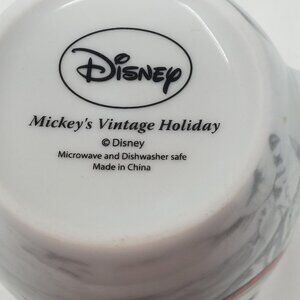 Disney
Mickey's Vintage Holiday
© Disney
Microwave and Dishwasher safe
Made in China